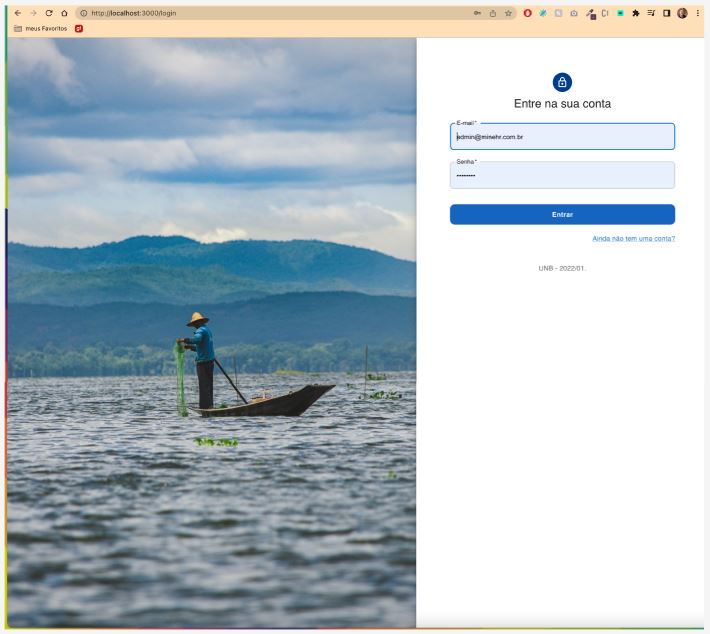 http://localhost:3000/login
meus Favoritos
Entre na sua conta
E-mail*
admin@minehr.com.br
Senha*
••••••••
Entrar
Ainda não tem uma conta?
UNB - 2022/01.